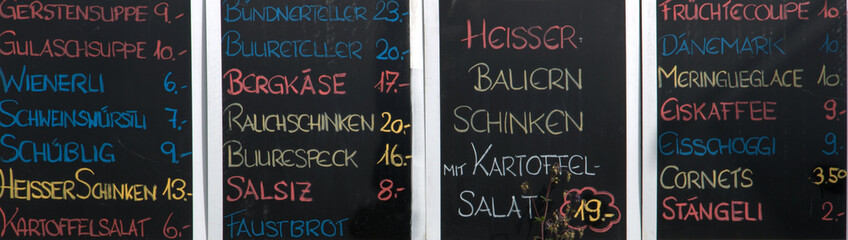 GERSTENSUPPE 9.-
GULASCHSUPPE 10.-
WIENERLI 6.-
SCHWEINSWÜRSTLI 7.-
SCHÜBLIG 9.-
HEISSER SCHINKEN 13.-
KARTOFFELSALAT 6.-
BÜNDNERTELLER 23.-
BUURETELLER 20.-
BERGKÄSE 17.-
RAUCHSCHINKEN 20.-
BUURESPECK 16.-
SALSIZ 8.-
FAUSTBROT
HEISSER
BAUERN
SCHINKEN
MIT KARTOFFEL-
SALAT 19.-
FRÜCHTECOUPE 10.
DÄNEMARK 10.
MERINGUEGLACE 10.
EISKAFFEE 9.-
EISSCHOGGI 9.-
CORNETS 3.50
STÄNGELI 2.-